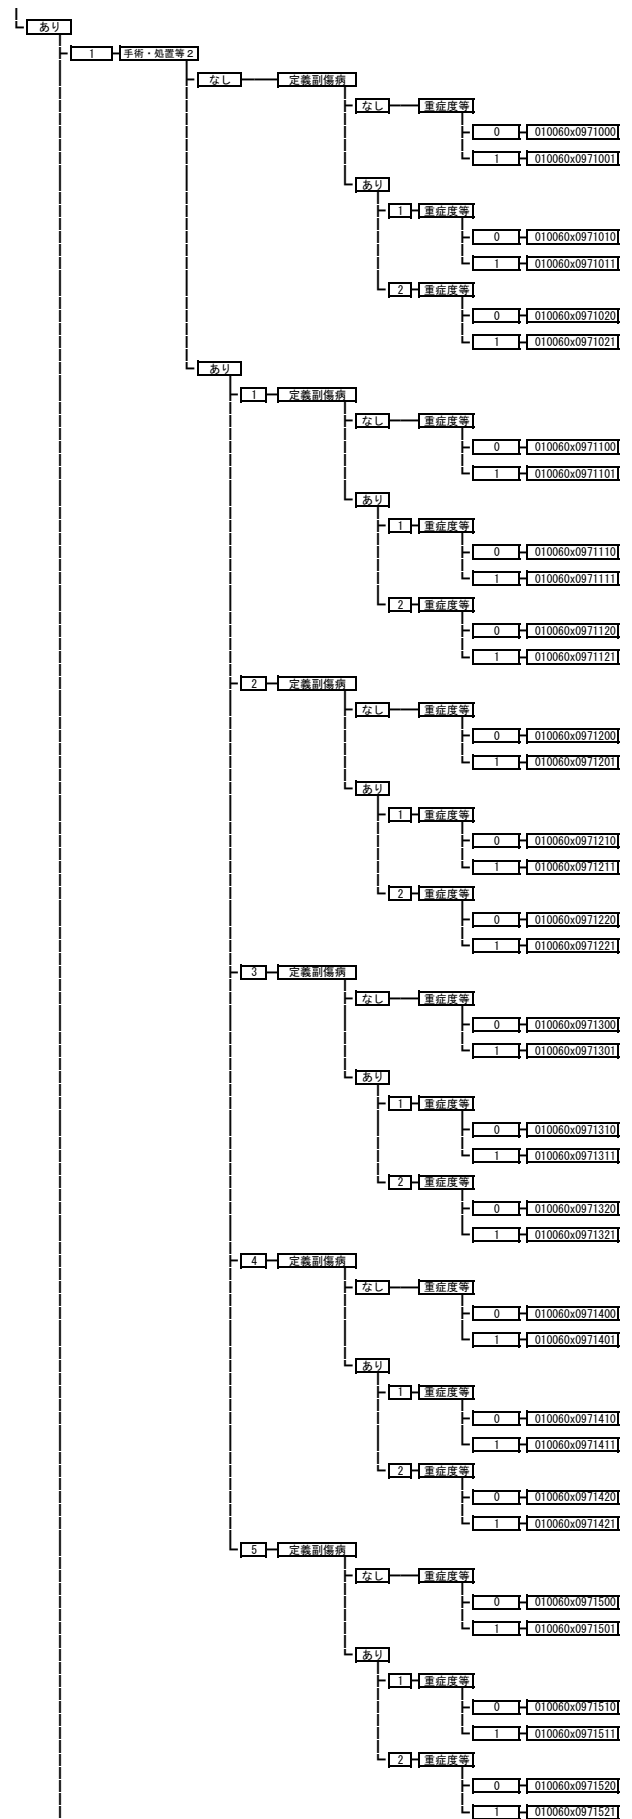 あり
1 手術・処置等2
なし 定義副傷病
なし 重症度等
0 010060x0971000
1 010060x0971001
あり
1 重症度等
0 010060x0971010
1 010060x0971011
2 重症度等
0 010060x0971020
1 010060x0971021
あり
1 定義副傷病
なし 重症度等
0 010060x0971100
1 010060x0971101
あり
1 重症度等
0 010060x0971110
1 010060x0971111
2 重症度等
0 010060x0971120
1 010060x0971121
2 定義副傷病
なし 重症度等
0 010060x0971200
1 010060x0971201
あり
1 重症度等
0 010060x0971210
1 010060x0971211
2 重症度等
0 010060x0971220
1 010060x0971221
3 定義副傷病
なし 重症度等
0 010060x0971300
1 010060x0971301
あり
1 重症度等
0 010060x0971310
1 010060x0971311
2 重症度等
0 010060x0971320
1 010060x0971321
4 定義副傷病
なし 重症度等
0 010060x0971400
1 010060x0971401
あり
1 重症度等
0 010060x0971410
1 010060x0971411
2 重症度等
0 010060x0971420
1 010060x0971421
5 定義副傷病
なし 重症度等
0 010060x0971500
1 010060x0971501
あり
1 重症度等
0 010060x0971510
1 010060x0971511
2 重症度等
0 010060x0971520
1 010060x0971521